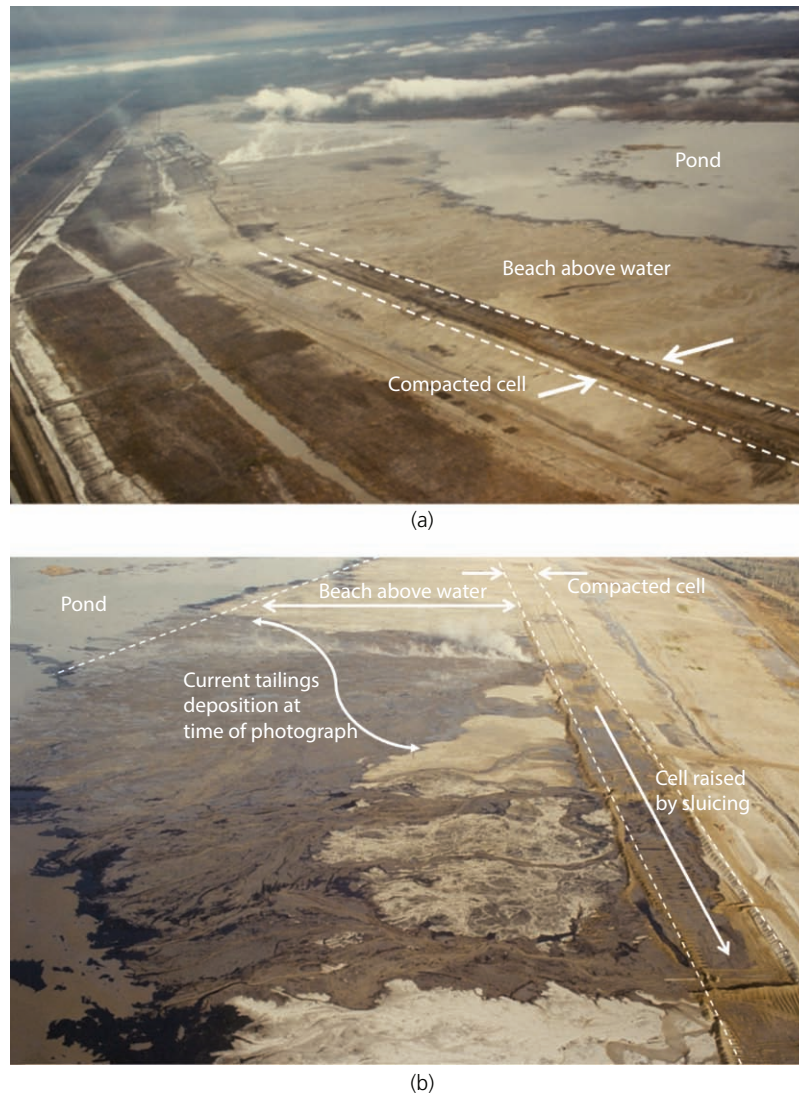 Pond
Beach above water
Compacted cell
(a)
Beach above water
Compacted cell
Pond
Current tailings
deposition at
time of photograph
Cell raised
by sluicing
(b)